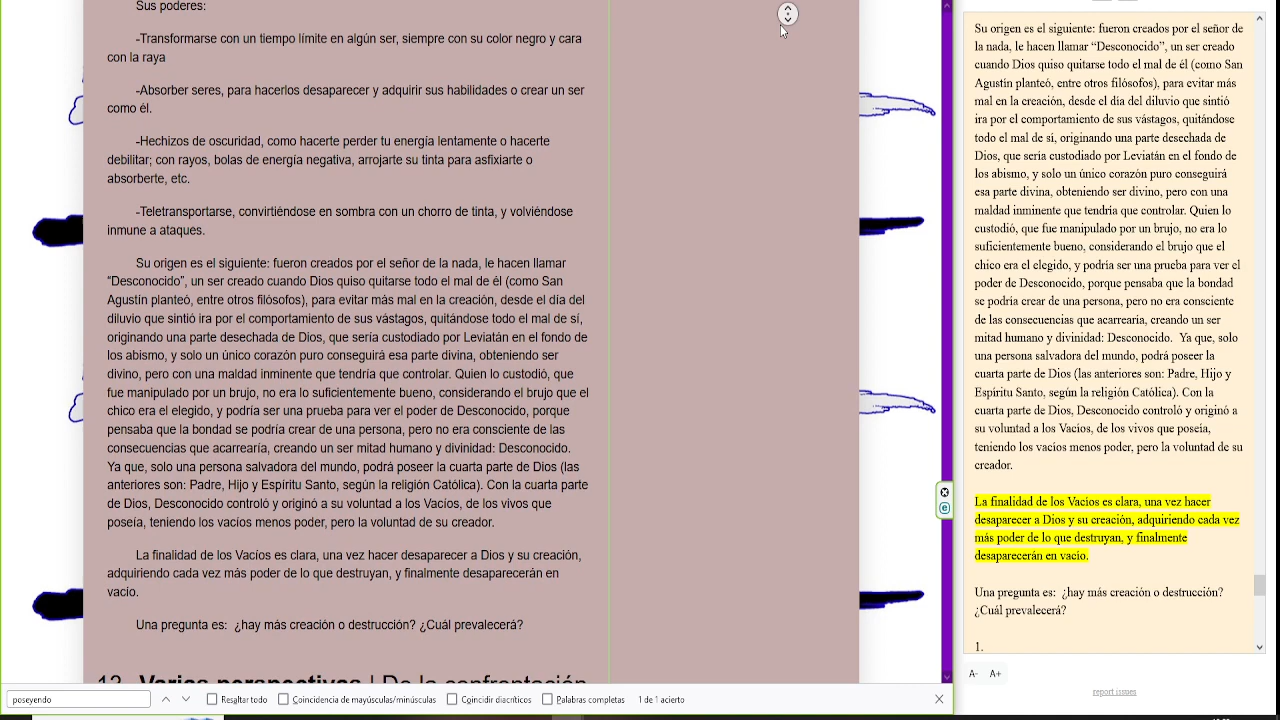 Sus poderes:
-Transformarse con un tiempo límite en algún ser, siempre con su color negro y cara
con la raya
-Absorber seres, para hacerlos desaparecer y adquirir sus habilidades o crear un ser
como él.
-Hechizos de oscuridad, como hacerte perder tu energía lentamente o hacerte
debilitar; con rayos, bolas de energía negativa, arrojarte su tinta para asfixiarte o
absorberte, etc.
-Teletransportarse, convirtiéndose en sombra con un chorro de tinta, y volviéndose
inmune a ataques.
Su origen es el siguiente: fueron creados por el señor de la nada, le hacen llamar
“Desconocido”, un ser creado cuando Dios quiso quitarse todo el mal de él (como San
Agustín planteó, entre otros filósofos), para evitar más mal en la creación, desde el día del
diluvio que sintió ira por el comportamiento de sus vástagos, quitándose todo el mal de sí,
originando una parte desechada de Dios, que sería custodiado por Leviatán en el fondo de
los abismo, y solo un único corazón puro conseguirá esa parte divina, obteniendo ser
divino, pero con una maldad inminente que tendría que controlar. Quien lo custodió, que
fue manipulado por un brujo, no era lo suficientemente bueno, considerando el brujo que el
chico era el elegido, y podría ser una prueba para ver el poder de Desconocido, porque
pensaba que la bondad se podría crear de una persona, pero no era consciente de las
consecuencias que acarrearía, creando un ser mitad humano y divinidad: Desconocido.
Ya que, solo una persona salvadora del mundo, podrá poseer la cuarta parte de Dios (las
anteriores son: Padre, Hijo y Espíritu Santo, según la religión Católica). Con la cuarta parte
de Dios, Desconocido controló y originó a su voluntad a los Vacíos, de los vivos que
poseía, teniendo los vacíos menos poder, pero la voluntad de su creador.
La finalidad de los Vacíos es clara, una vez hacer desaparecer a Dios y su creación,
adquiriendo cada vez más poder de lo que destruyan, y finalmente desaparecerán en
vacío.
Una pregunta es:  ¿hay más creación o destrucción? ¿Cuál prevalecerá?
12. Varias perspectivas | De la confrontación
poseyendo
Resaltar todo
Coincidencia de mayúsculas/minúsculas
Coincidir diacríticos
Palabras completas
1 de 1 acierto
Su origen es el siguiente: fueron creados por el señor de
la nada, le hacen llamar “Desconocido”, un ser creado
cuando Dios quiso quitarse todo el mal de él (como San
Agustín planteó, entre otros filósofos), para evitar más
mal en la creación, desde el día del diluvio que sintió
ira por el comportamiento de sus vástagos, quitándose
todo el mal de sí, originando una parte desechada de
Dios, que sería custodiado por Leviatán en el fondo de
los abismo, y solo un único corazón puro conseguirá
esa parte divina, obteniendo ser divino, pero con una
maldad inminente que tendría que controlar. Quien lo
custodió, que fue manipulado por un brujo, no era lo
suficientemente bueno, considerando el brujo que el
chico era el elegido, y podría ser una prueba para ver el
poder de Desconocido, porque pensaba que la bondad
se podría crear de una persona, pero no era consciente
de las consecuencias que acarrearía, creando un ser
mitad humano y divinidad: Desconocido.  Ya que, solo
una persona salvadora del mundo, podrá poseer la
cuarta parte de Dios (las anteriores son: Padre, Hijo y
Espíritu Santo, según la religión Católica). Con la
cuarta parte de Dios, Desconocido controló y originó a
su voluntad a los Vacíos, de los vivos que poseía,
teniendo los vacíos menos poder, pero la voluntad de su
creador.
La finalidad de los Vacíos es clara, una vez hacer
desaparecer a Dios y su creación, adquiriendo cada vez
más poder de lo que destruyan, y finalmente
desaparecerán en vacío.
Una pregunta es:  ¿hay más creación o destrucción?
¿Cuál prevalecerá?
1.
A- A+
report issues